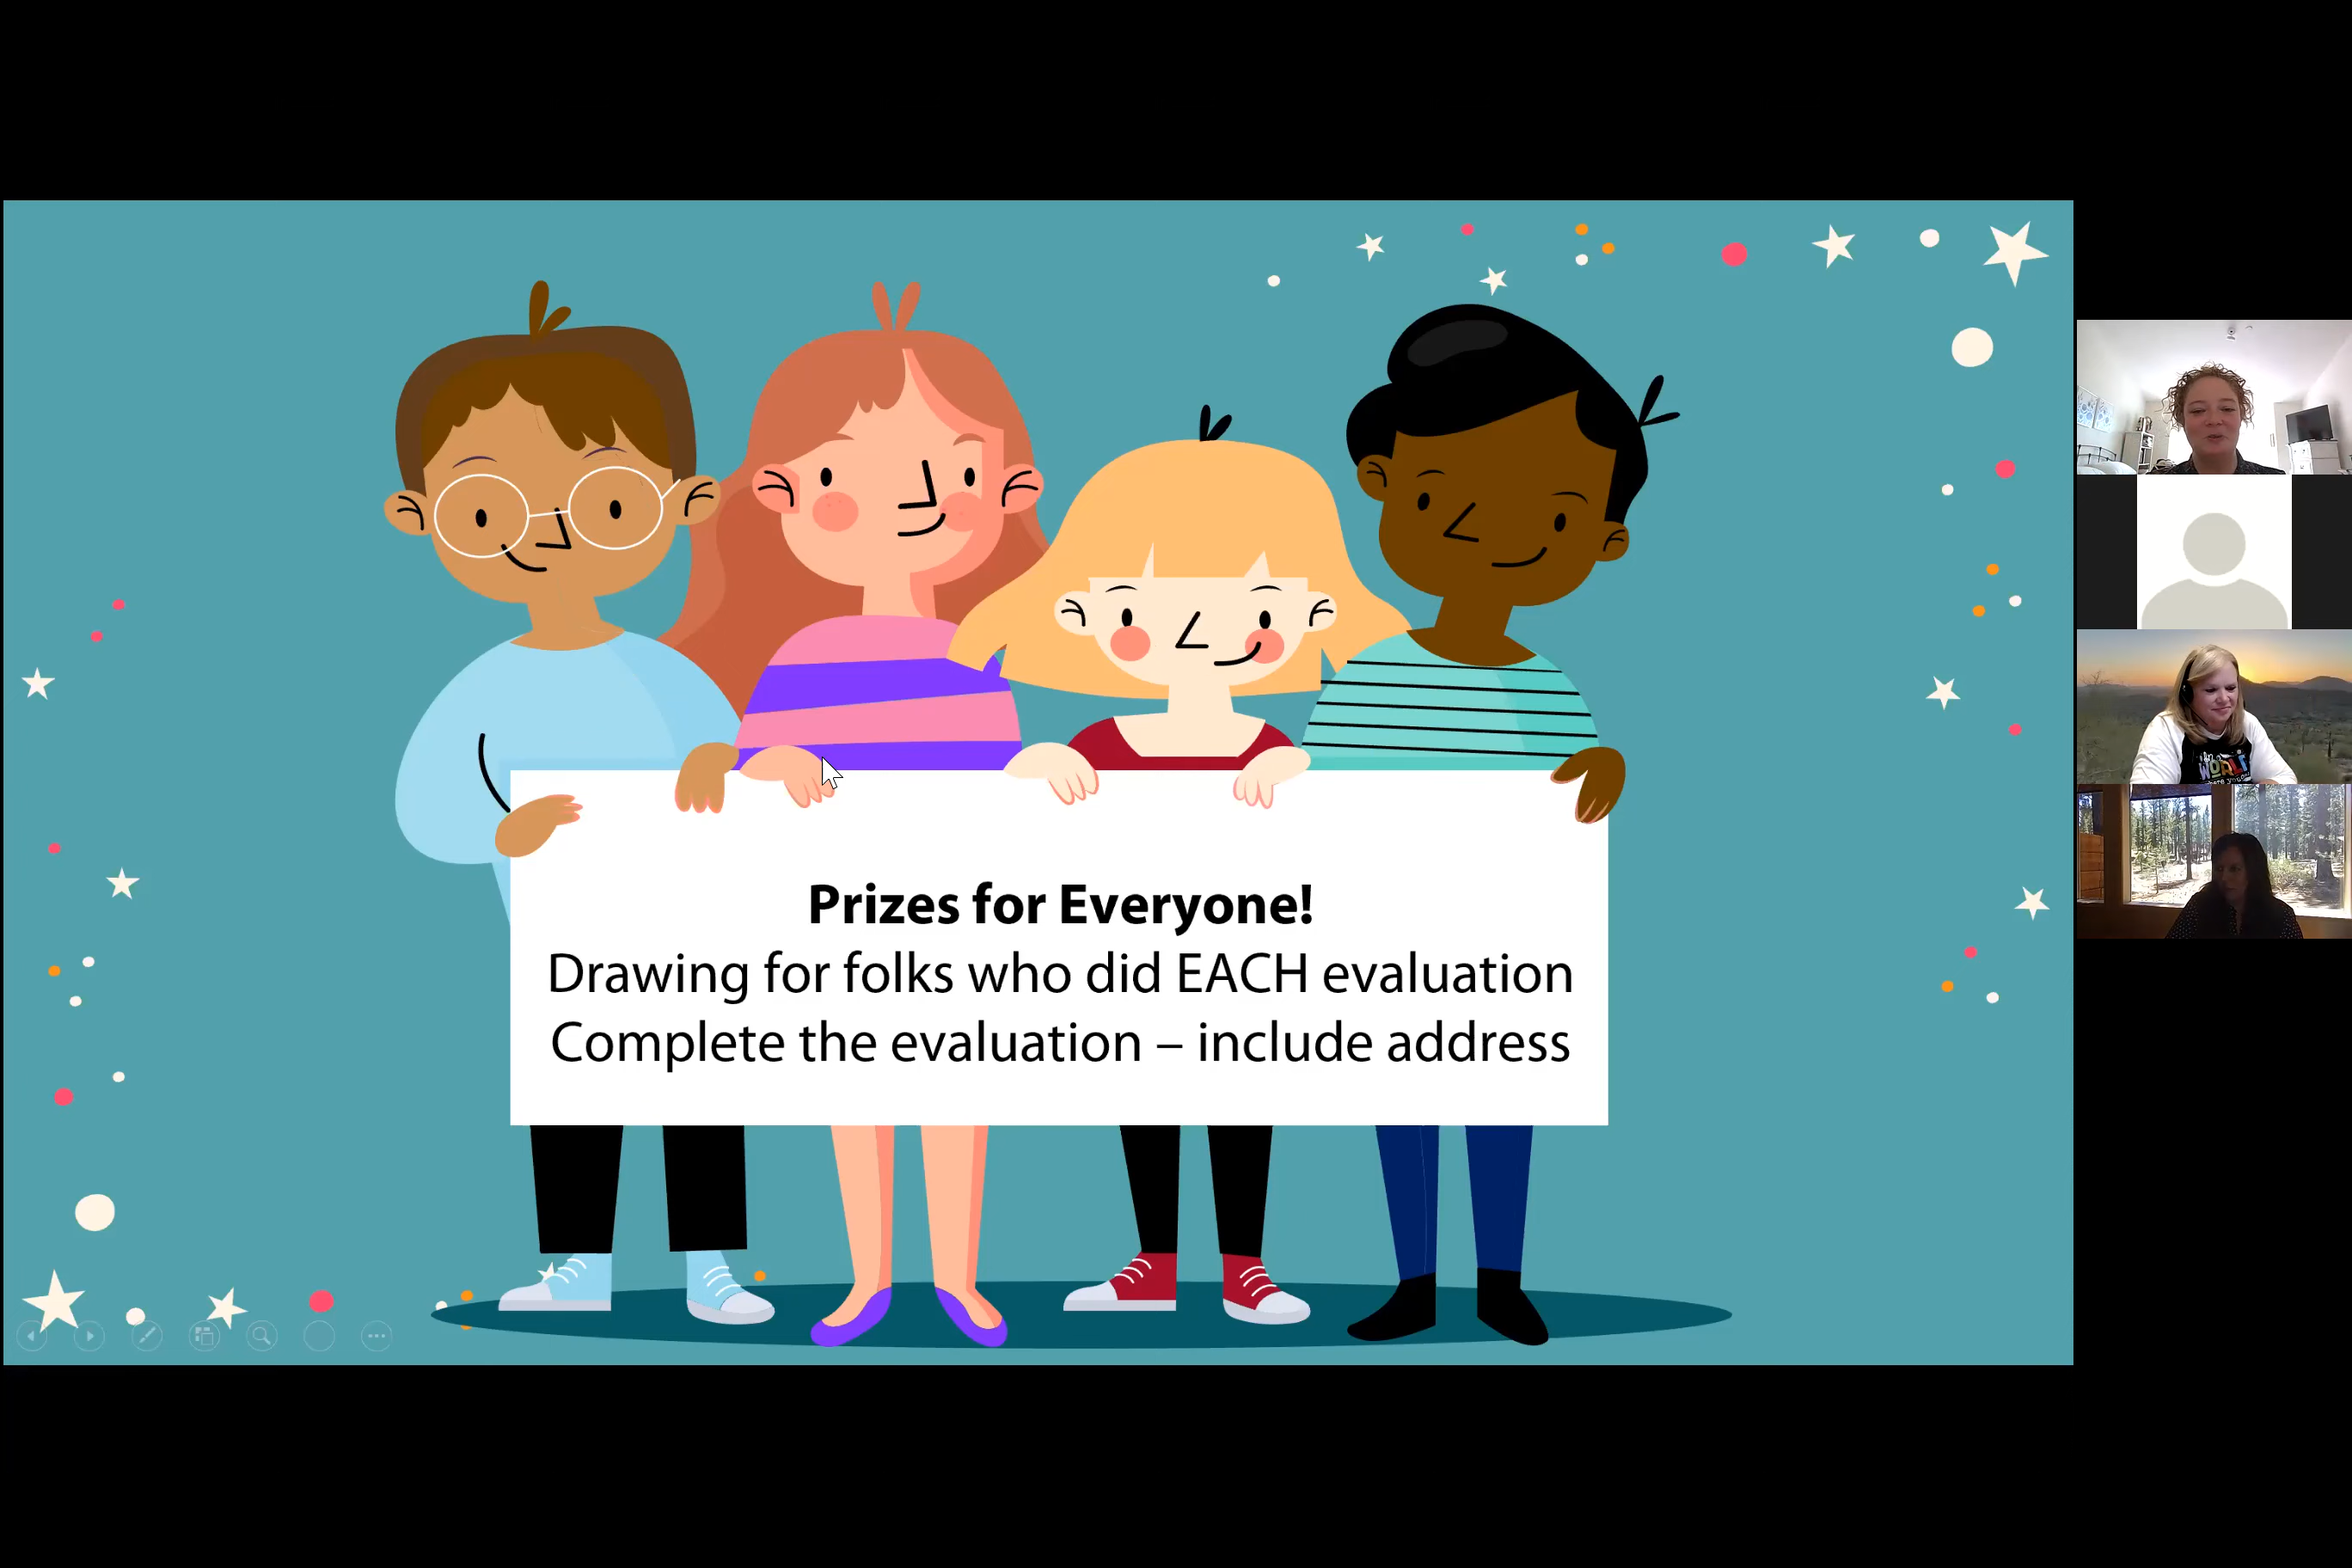 Prizes for Everyone!
Drawing for folks who did EACH evaluation
Complete the evaluation – include address